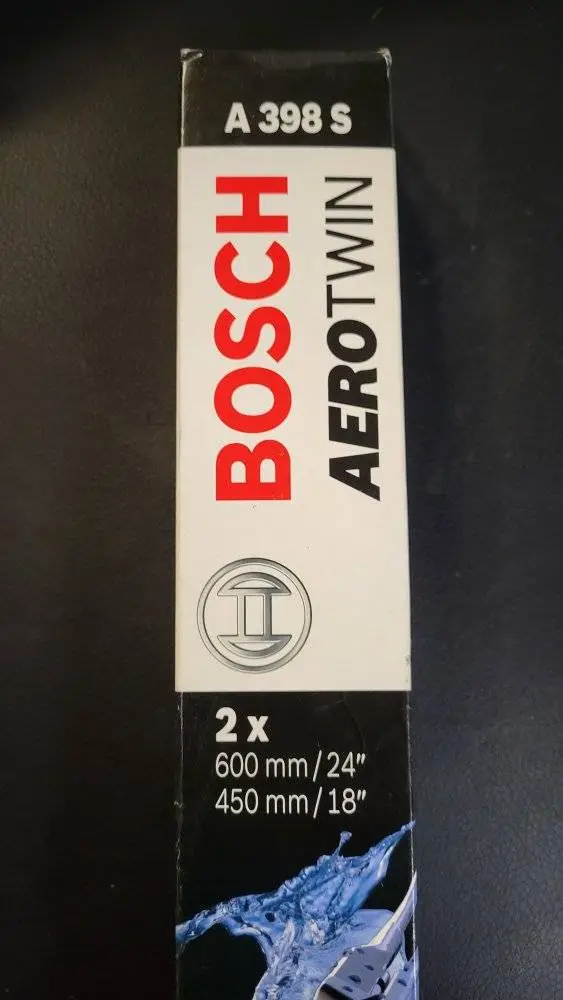 A 398 S
BOSCH
AEROTWIN
2 x
600 mm / 24"
450 mm / 18"